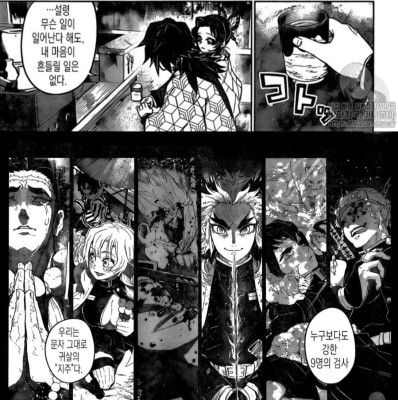 ...설령
무슨 일이
일어난다 해도,
내 마음이
흔들릴 일은
없다.
コト
우리는
문자 그대로
귀살의
"지주"다.
누구보다도
강한
9명의 검사